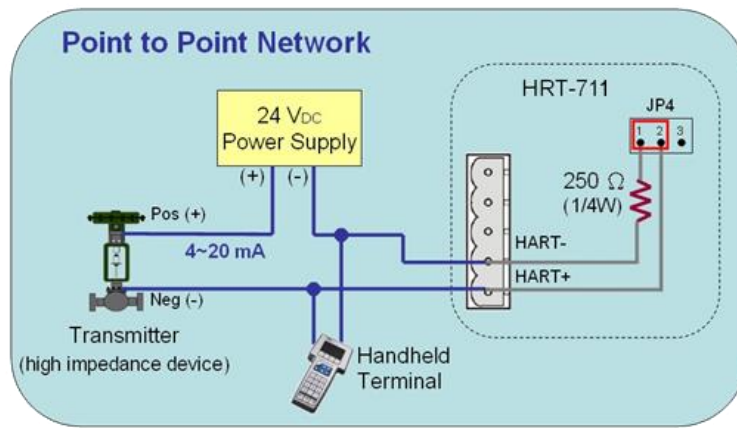 Point to Point Network
24 VDC
Power Supply
(+) (-)
HRT-711
JP4
1 2 3
250 Ω
(1/4W)
Pos (+)
4~20 mA
HART-
HART+
Neg (-)
Transmitter
(high impedance device)
Handheld
Terminal